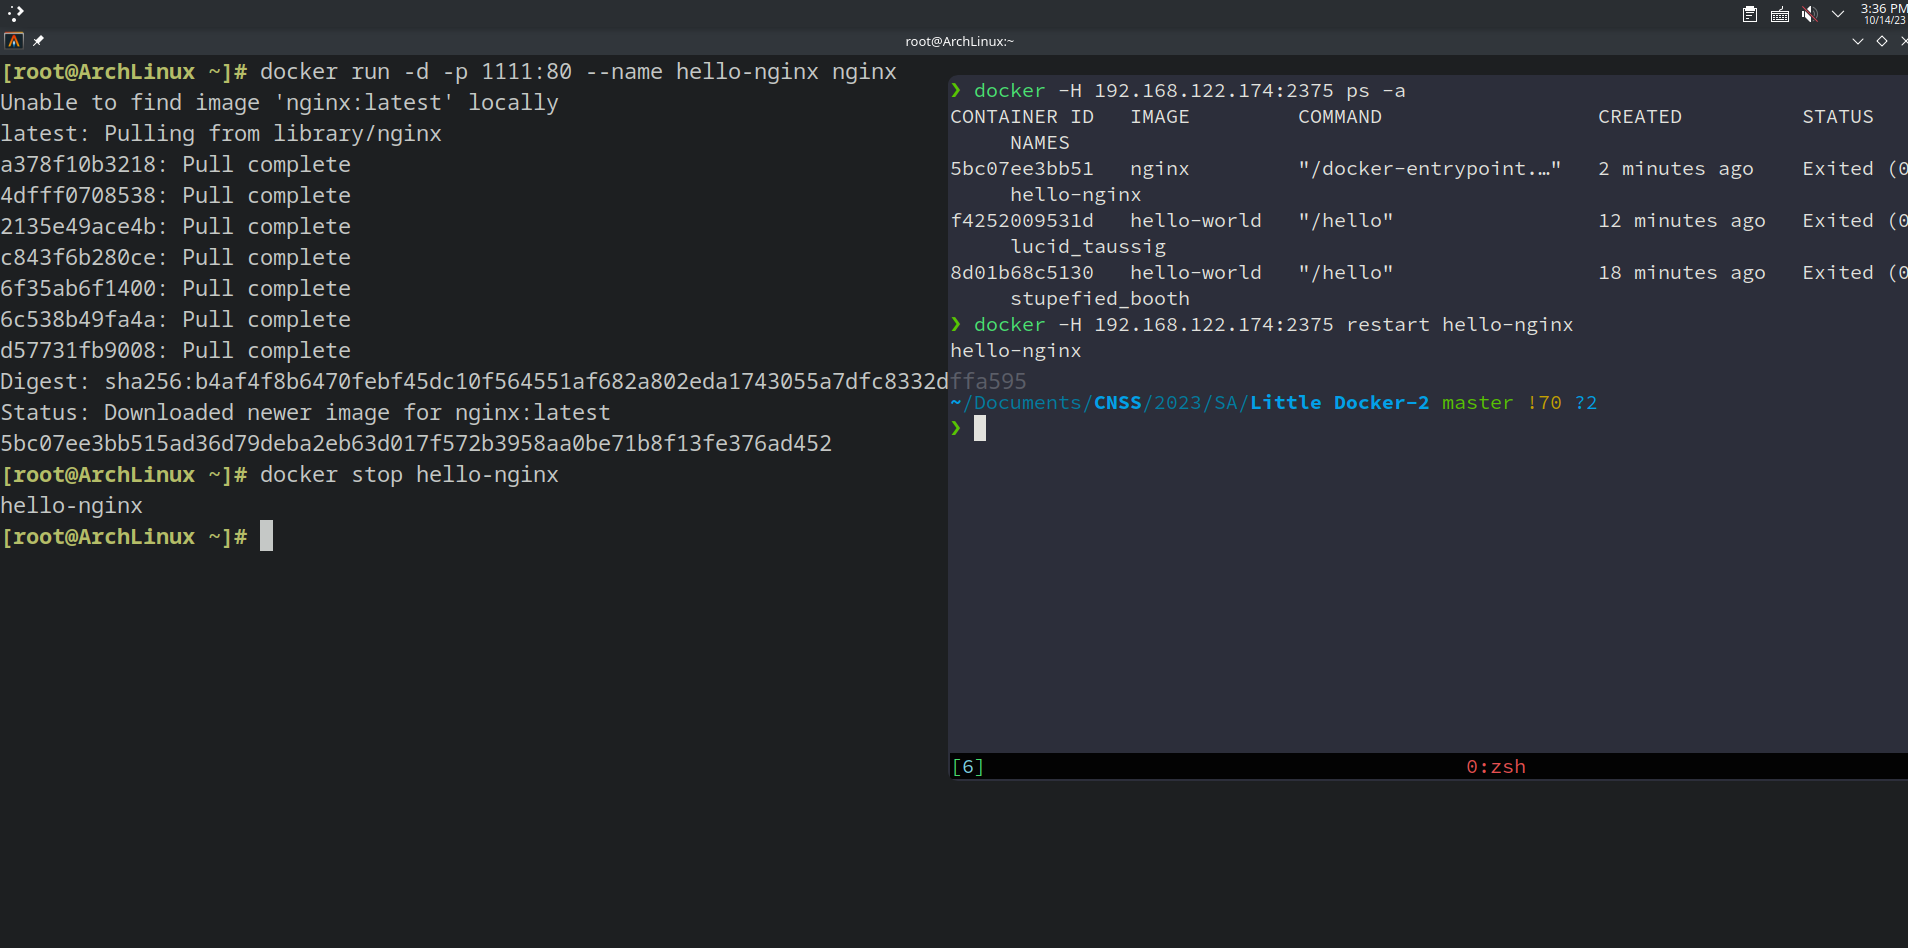 3:36 PM
10/14/23
root@ArchLinux:~
[root@ArchLinux ~]# docker run -d -p 1111:80 --name hello-nginx nginx
Unable to find image 'nginx:latest' locally
latest: Pulling from library/nginx
a378f10b3218: Pull complete
4dfff0708538: Pull complete
2135e49ace4b: Pull complete
c843f6b280ce: Pull complete
6f35ab6f1400: Pull complete
6c538b49fa4a: Pull complete
d57731fb9008: Pull complete
Digest: sha256:b4af4f8b6470febf45dc10f564551af682a802eda1743055a7dfc8332dffa595
Status: Downloaded newer image for nginx:latest
5bc07ee3bb515ad36d79deba2eb63d017f572b3958aa0be71b8f13fe376ad452
[root@ArchLinux ~]# docker stop hello-nginx
hello-nginx
[root@ArchLinux ~]#
❯ docker -H 192.168.122.174:2375 ps -a
CONTAINER ID   IMAGE         COMMAND                  CREATED          STATUS
NAMES
5bc07ee3bb51   nginx         "/docker-entrypoint.…"   2 minutes ago    Exited (0
hello-nginx
f4252009531d   hello-world   "/hello"                 12 minutes ago   Exited (0
lucid_taussig
8d01b68c5130   hello-world   "/hello"                 18 minutes ago   Exited (0
stupefied_booth
❯ docker -H 192.168.122.174:2375 restart hello-nginx
hello-nginx
~/Documents/CNSS/2023/SA/Little Docker-2 master !70 ?2
❯
[6] 0:zsh